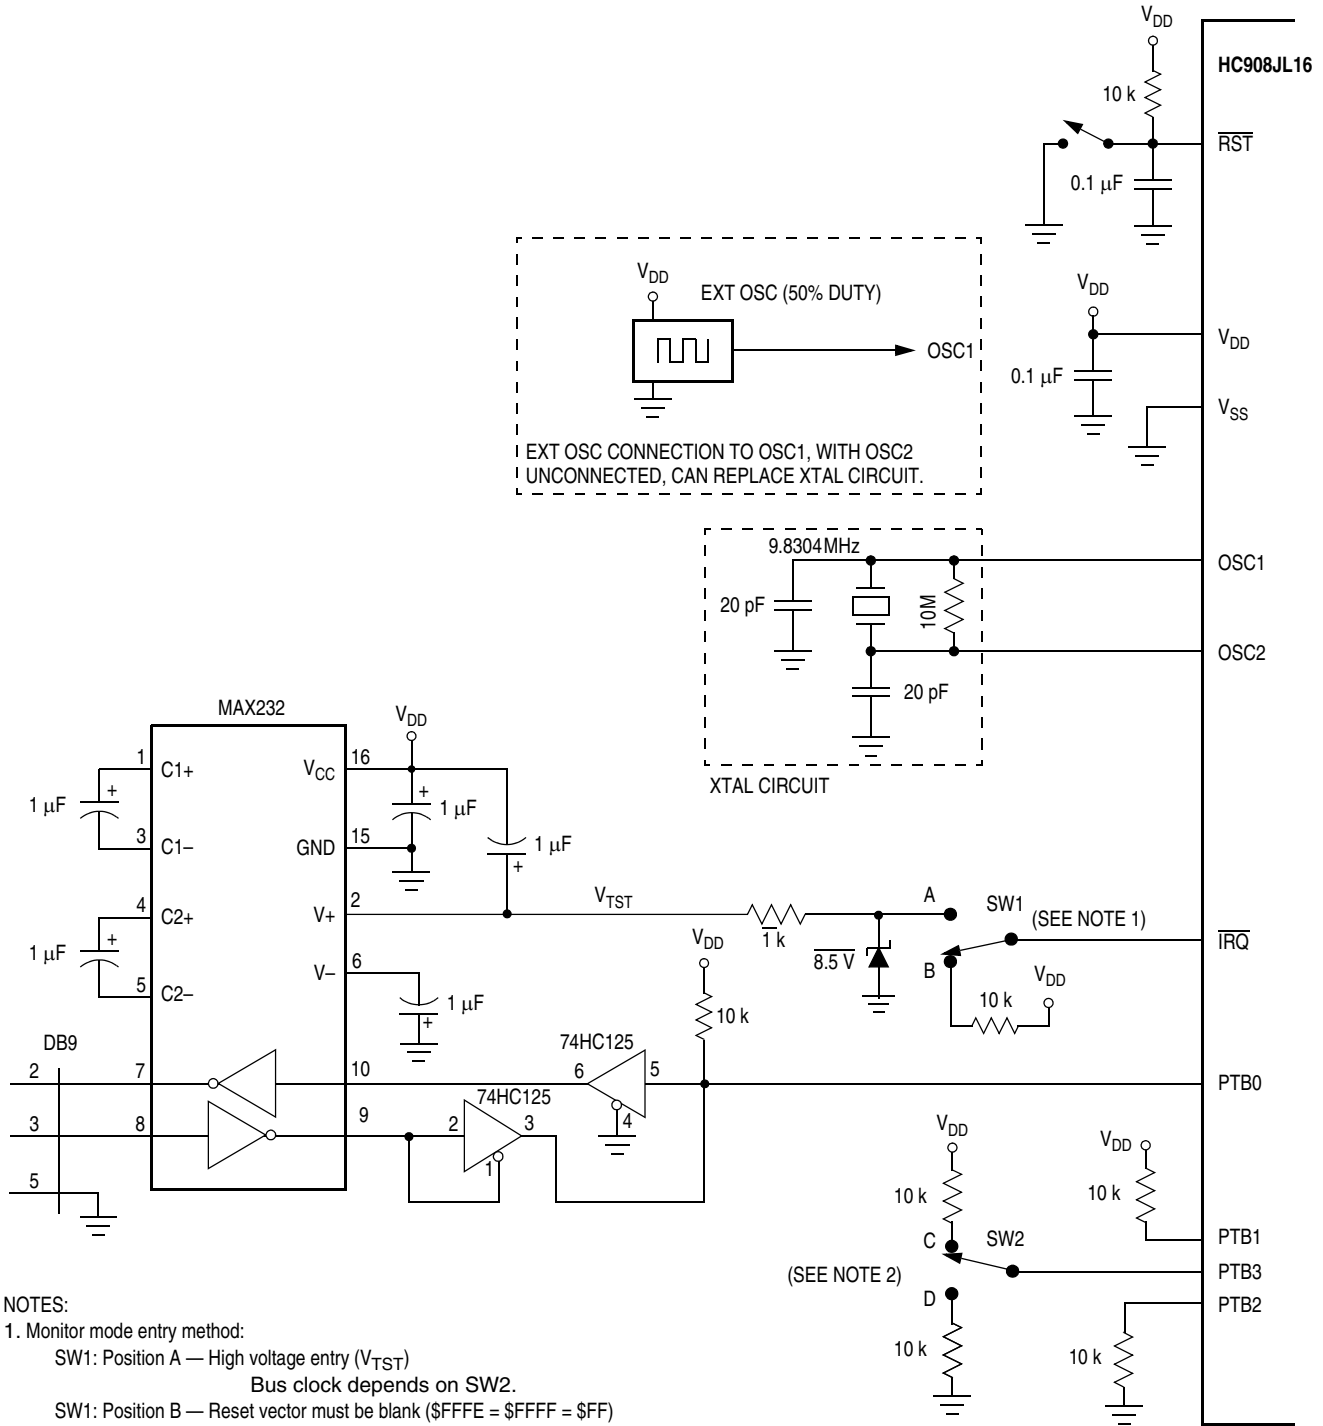 VDD
HC908JL16
10 k
RST
0.1 µF
VDD
EXT OSC (50% DUTY)
OSC1
EXT OSC CONNECTION TO OSC1, WITH OSC2
UNCONNECTED, CAN REPLACE XTAL CIRCUIT.
VDD
VDD
0.1 µF
VSS
9.8304MHz
OSC1
20 pF
10M
OSC2
20 pF
XTAL CIRCUIT
MAX232
VDD
1
C1+
VCC
16
+
1 µF
+
1 µF
3
C1–
GND
15
1 µF
+
4
C2+
V+
2
VTST
1 k
8.5 V
A
SW1
(SEE NOTE 1)
IRQ
B
VDD
10 k
+
1 µF
5
C2–
V–
6
1 µF
+
VDD
10 k
DB9
2
7
10
74HC125
6
5
4
PTB0
3
8
9
74HC125
2
3
1
5
VDD
10 k
C
SW2
(SEE NOTE 2)
D
10 k
VDD
10 k
PTB1
PTB3
PTB2
10 k
NOTES:
1. Monitor mode entry method:
SW1: Position A — High voltage entry (VTST)
Bus clock depends on SW2.
SW1: Position B — Reset vector must be blank ($FFFE = $FFFF = $FF)